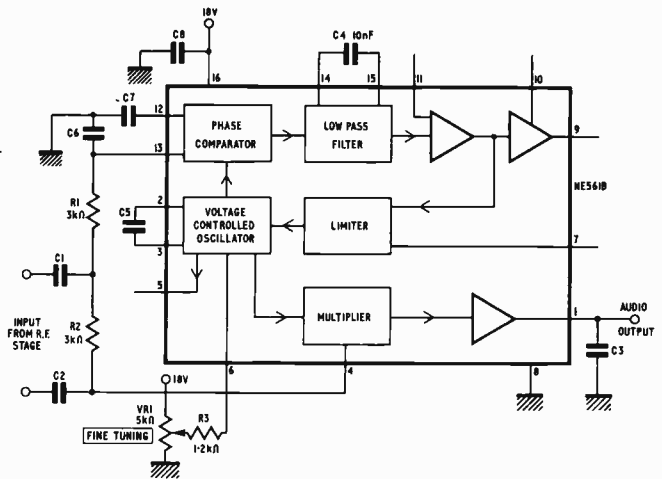 18V
C8
C4 10nF
16
14
15
11
10
C7
12
C6
13
PHASE
COMPARATOR
LOW PASS
FILTER
9
NE561B
R1
3kΩ
2
C5
3
VOLTAGE
CONTROLLED
OSCILLATOR
LIMITER
7
C1
5
INPUT
FROM R.F.
STAGE
R2
3kΩ
MULTIPLIER
1
AUDIO
OUTPUT
C2
C3
6
4
8
18V
VR1
5kΩ
R3
1·2kΩ
FINE TUNING